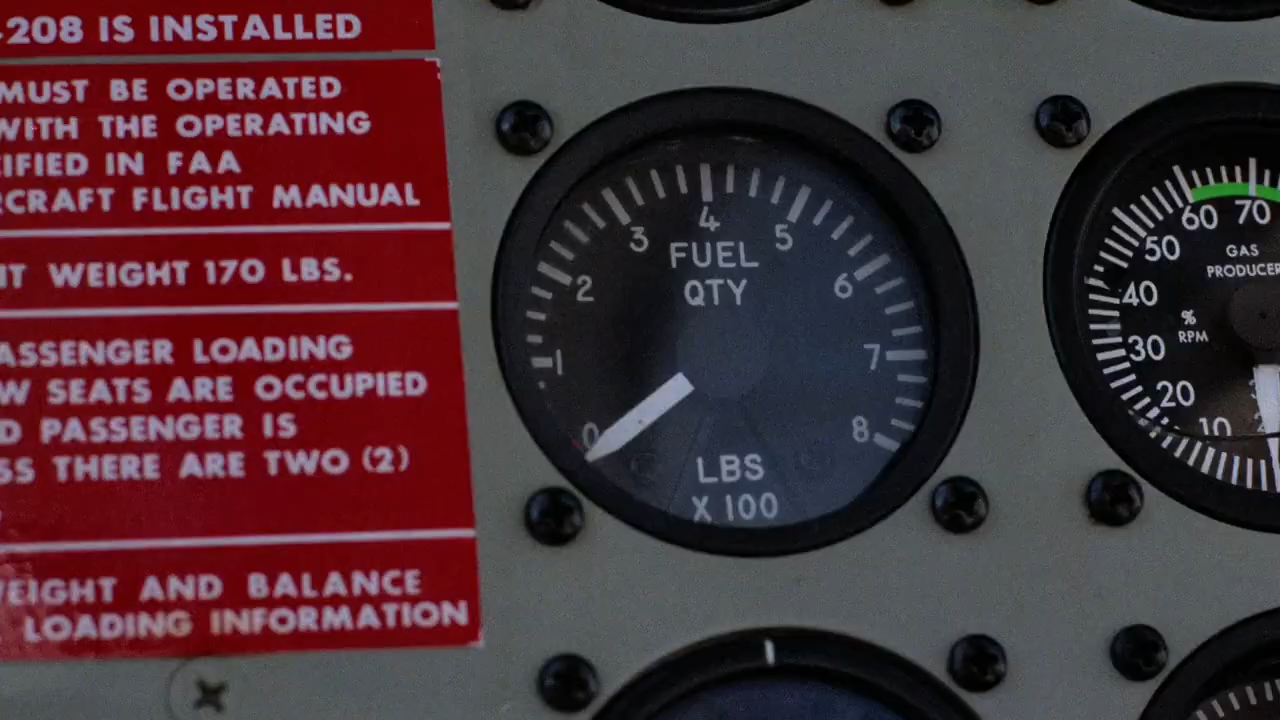 -208 IS INSTALLED
MUST BE OPERATED
WITH THE OPERATING
IFIED IN FAA
RCRAFT FLIGHT MANUAL
T WEIGHT 170 LBS.
ASSENGER LOADING
W SEATS ARE OCCUPIED
D PASSENGER IS
SS THERE ARE TWO (2)
EIGHT AND BALANCE
LOADING INFORMATION
0 1 2 3 4 5 6 7 8
FUEL
QTY
LBS
X 100
10 20 30 40 50 60 70
GAS
PRODUCER
%
RPM